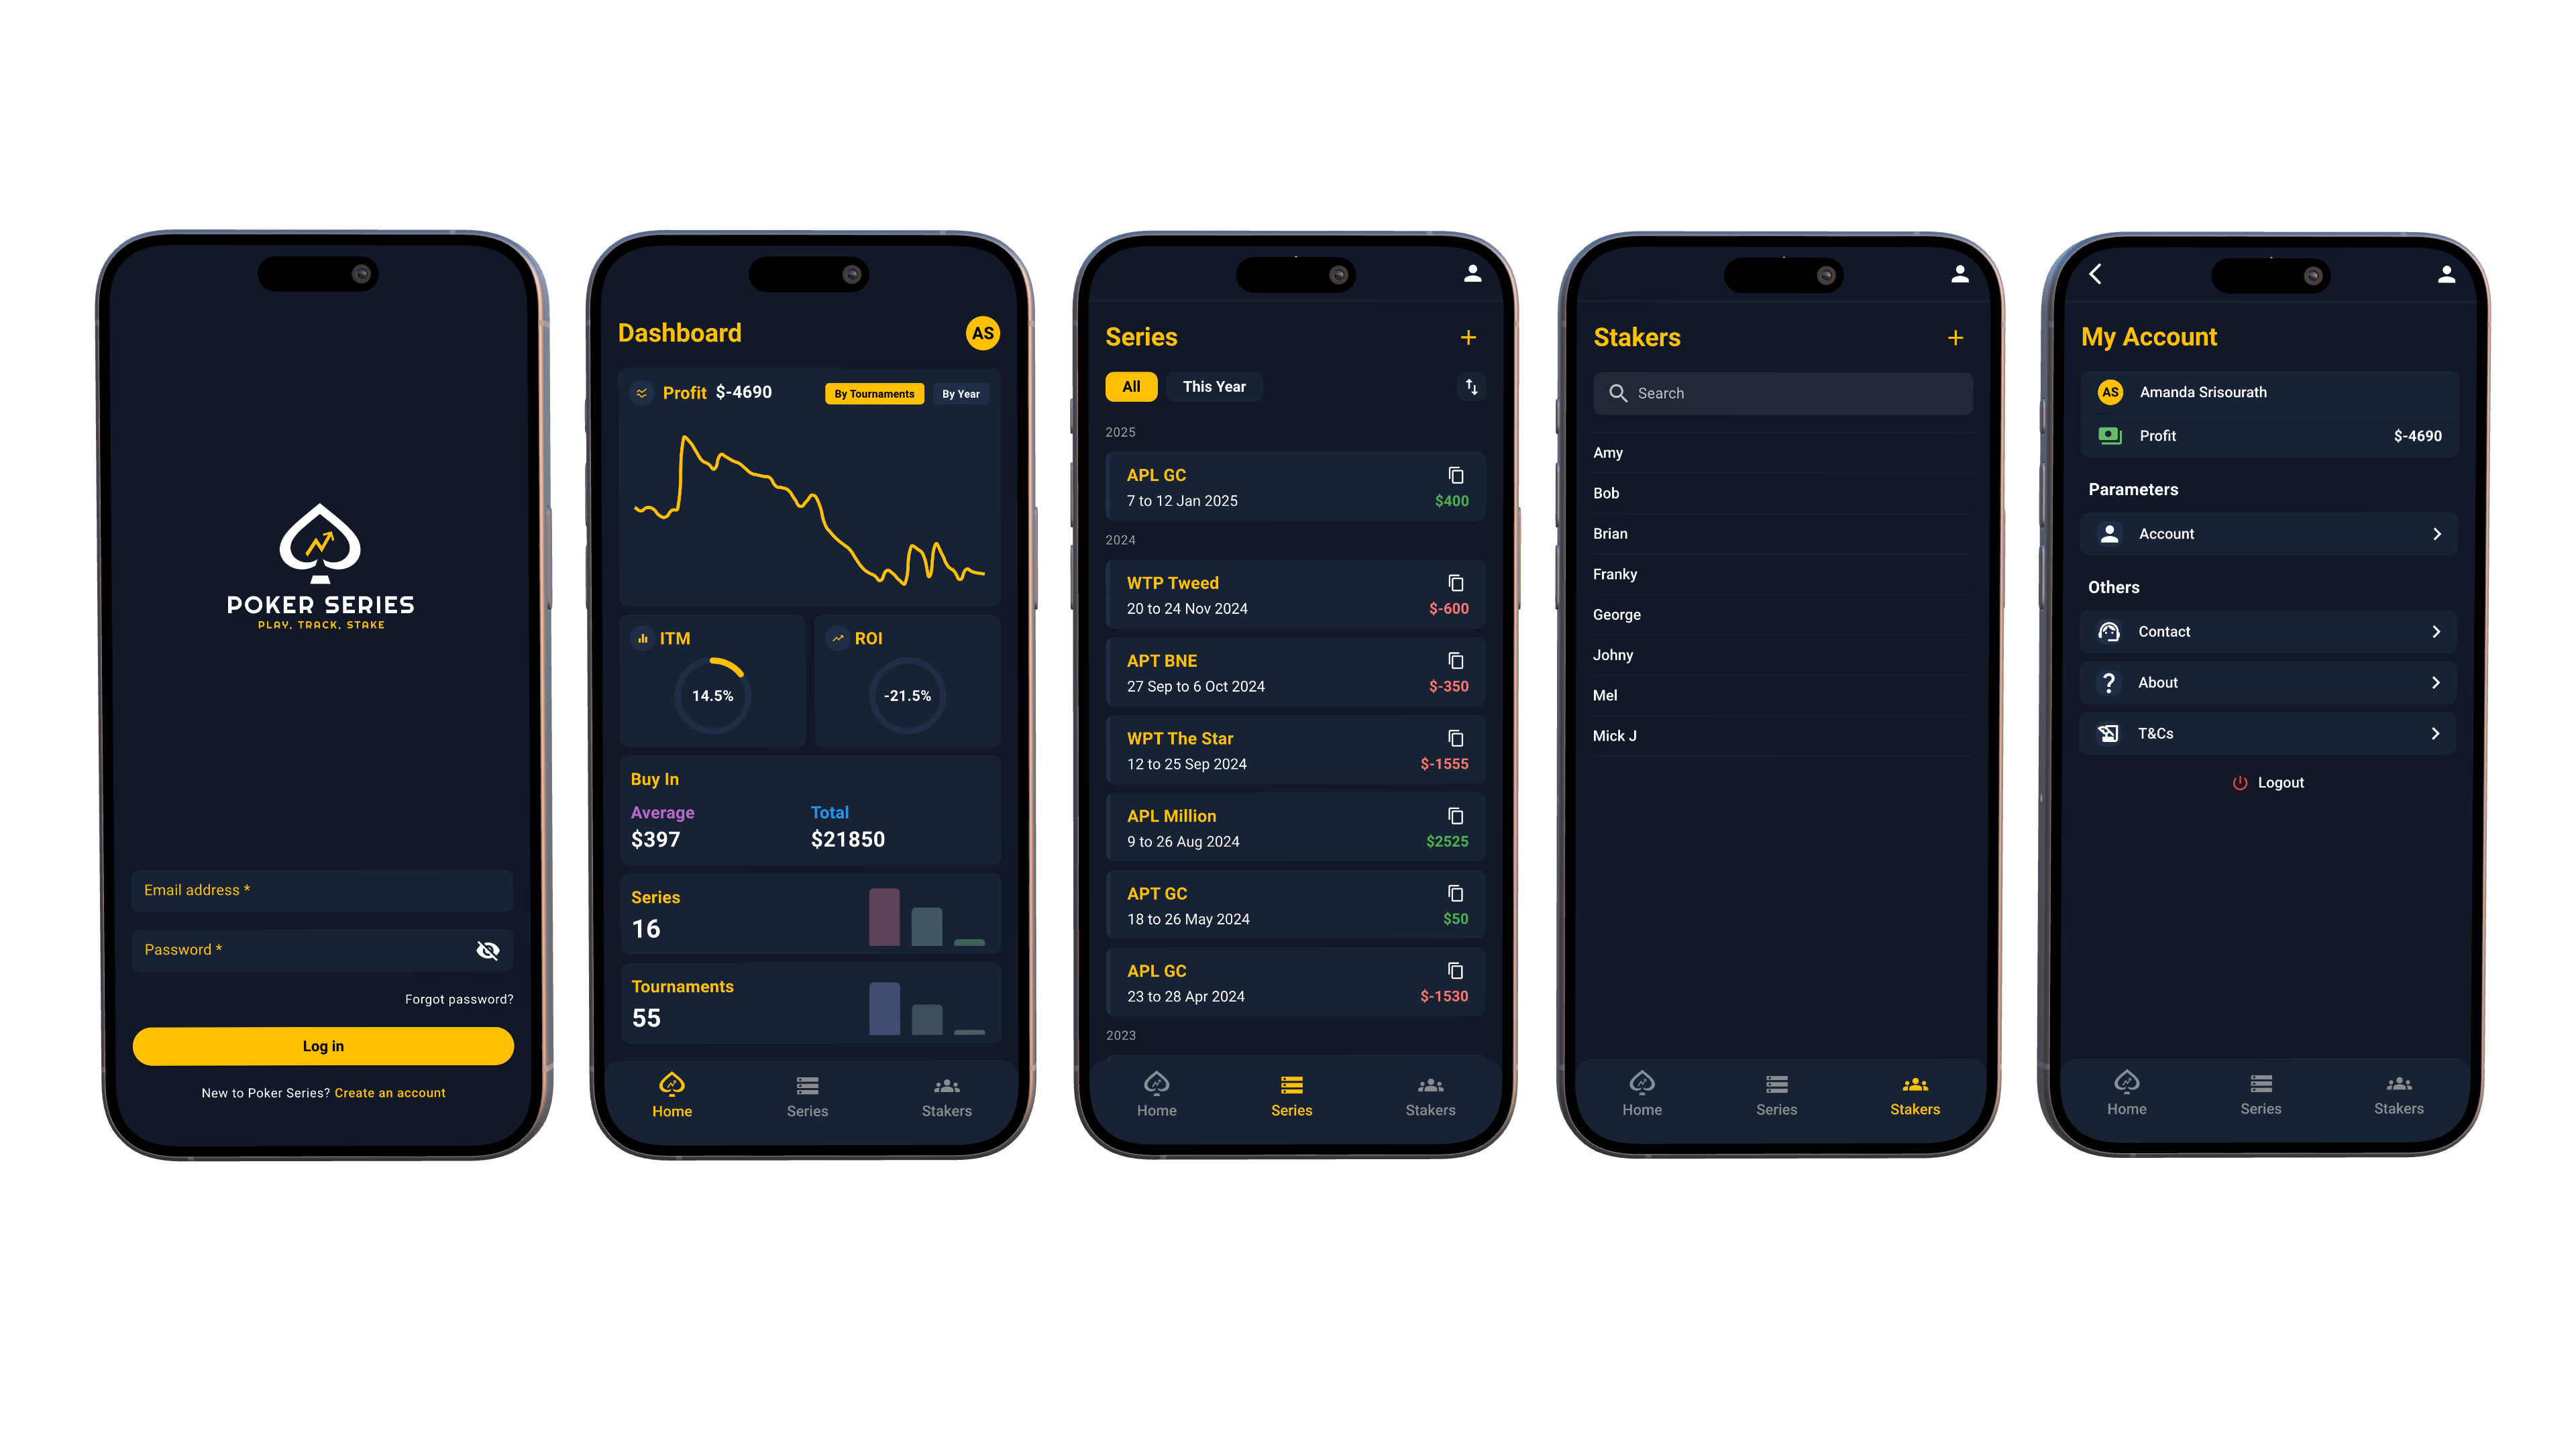 POKER SERIES
PLAY, TRACK, STAKE
Email address *
Password *
Forgot password?
Log in
New to Poker Series? Create an account
Dashboard
AS
Profit $-4690
By Tournaments
By Year
ITM
14.5%
ROI
-21.5%
Buy In
Average
$397
Total
$21850
Series
16
Tournaments
55
Home
Series
Stakers
Series
+
All
This Year
2025
APL GC
7 to 12 Jan 2025
$400
2024
WTP Tweed
20 to 24 Nov 2024
$-600
APT BNE
27 Sep to 6 Oct 2024
$-350
WPT The Star
12 to 25 Sep 2024
$-1555
APL Million
9 to 26 Aug 2024
$2525
APT GC
18 to 26 May 2024
$50
APL GC
23 to 28 Apr 2024
$-1530
2023
Home
Series
Stakers
Stakers
+
Search
Amy
Bob
Brian
Franky
George
Johny
Mel
Mick J
Home
Series
Stakers
My Account
AS
Amanda Srisourath
Profit
$-4690
Parameters
Account
Others
Contact
?
About
T&Cs
Logout
Home
Series
Stakers